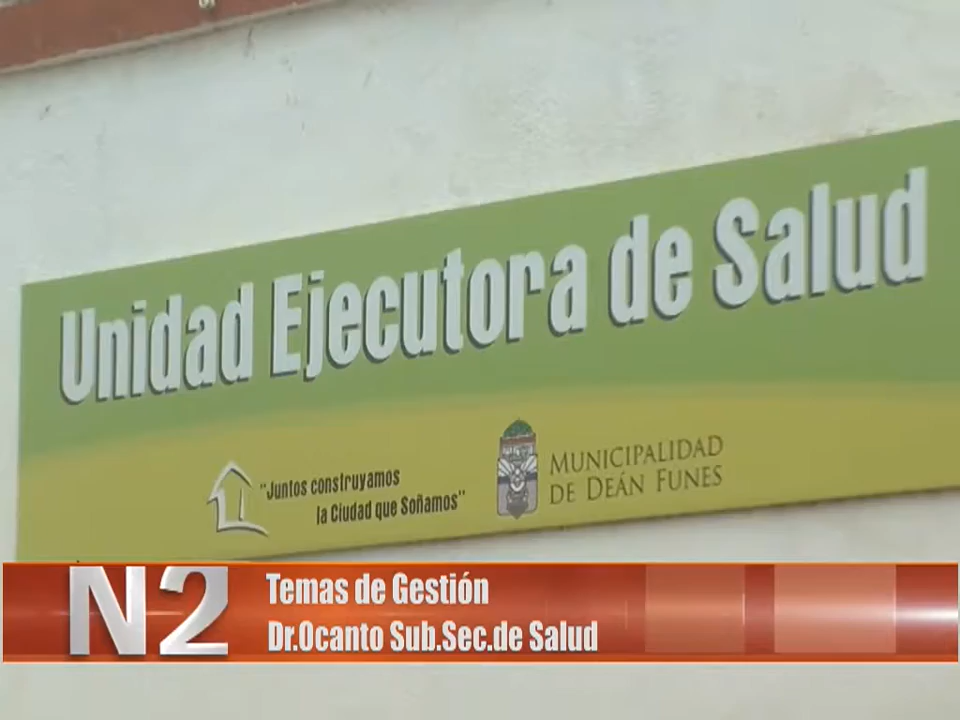 Unidad Ejecutora de Salud
"Juntos construyamos
la Ciudad que Soñamos"
MUNICIPALIDAD
DE DEÁN FUNES
N2
Temas de Gestión
Dr.Ocanto Sub.Sec.de Salud